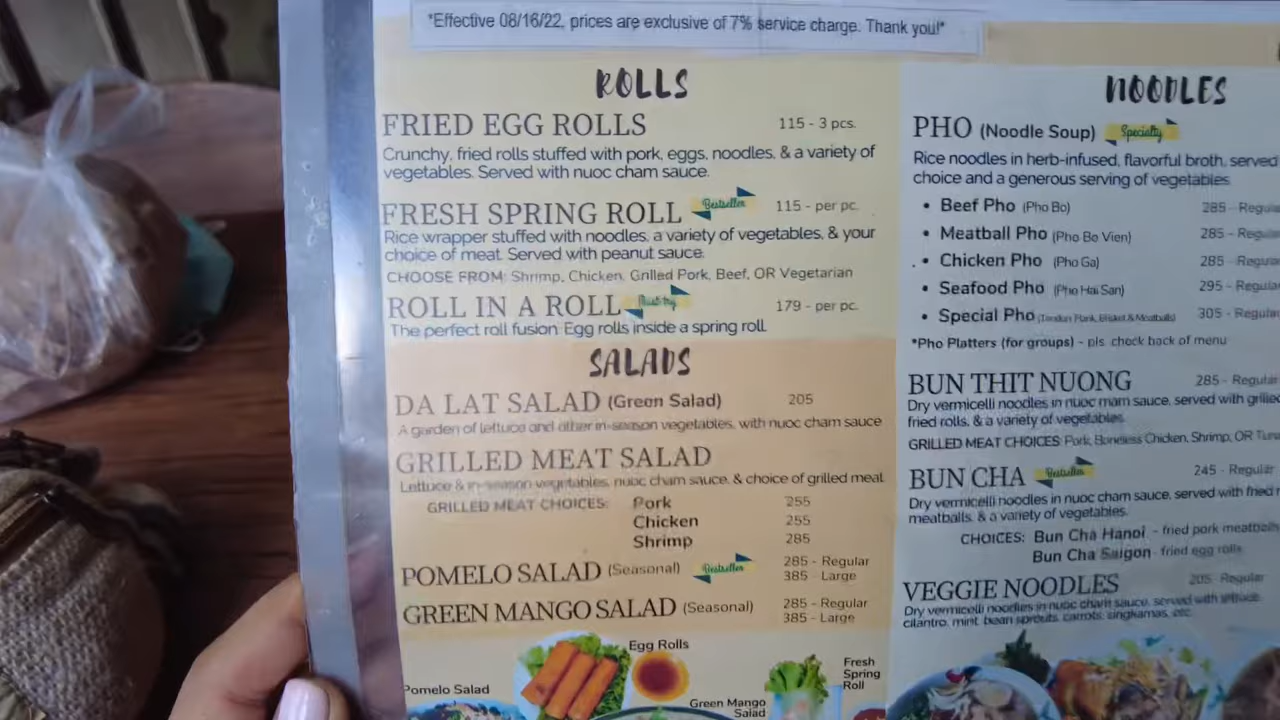 *Effective 08/16/22, prices are exclusive of 7% service charge. Thank you!*
ROLLS
FRIED EGG ROLLS 115 - 3 pcs.
Crunchy, fried rolls stuffed with pork, eggs, noodles, & a variety of
vegetables. Served with nuoc cham sauce.
FRESH SPRING ROLL Bestseller 115 - per pc.
Rice wrapper stuffed with noodles, a variety of vegetables, & your
choice of meat. Served with peanut sauce.
CHOOSE FROM: Shrimp, Chicken, Grilled Pork, Beef, OR Vegetarian
ROLL IN A ROLL Must try 179 - per pc.
The perfect roll fusion: Egg rolls inside a spring roll.
SALADS
DA LAT SALAD (Green Salad) 205
A garden of lettuce and other in-season vegetables, with nuoc cham sauce
GRILLED MEAT SALAD
Lettuce & in-season vegetables, nuoc cham sauce, & choice of grilled meat.
GRILLED MEAT CHOICES: Pork 255
Chicken 255
Shrimp 285
POMELO SALAD (Seasonal) Bestseller 285 - Regular
385 - Large
GREEN MANGO SALAD (Seasonal) 285 - Regular
385 - Large
Egg Rolls
Pomelo Salad
Green Mango
Salad
Fresh
Spring
Roll
NOODLES
PHO (Noodle Soup) Specialty
Rice noodles in herb-infused, flavorful broth, served
choice and a generous serving of vegetables
• Beef Pho (Pho Bo) 285 - Regula
• Meatball Pho (Pho Bo Vien) 285 - Regula
• Chicken Pho (Pho Ga) 285 - Regular
• Seafood Pho (Pho Hai San) 295 - Regula
• Special Pho (Tendon, Flank, Brisket & Meatballs) 305 - Regula
*Pho Platters (for groups) - pls. check back of menu
BUN THIT NUONG 285 - Regular
Dry vermicelli noodles in nuoc mam sauce, served with grilled
fried rolls, & a variety of vegetables.
GRILLED MEAT CHOICES: Pork, Boneless Chicken, Shrimp, OR
BUN CHA Bestseller 245 - Regular
Dry vermicelli noodles in nuoc cham sauce, served with fried
meatballs, & a variety of vegetables.
CHOICES: Bun Cha Hanoi - fried pork meatballs
Bun Cha Saigon - fried egg rolls
VEGGIE NOODLES 205 - Regular
Dry vermicelli noodles in nuoc cham sauce, served with lettuce,
cilantro, mint, bean sprouts, carrots, singkamas, etc.